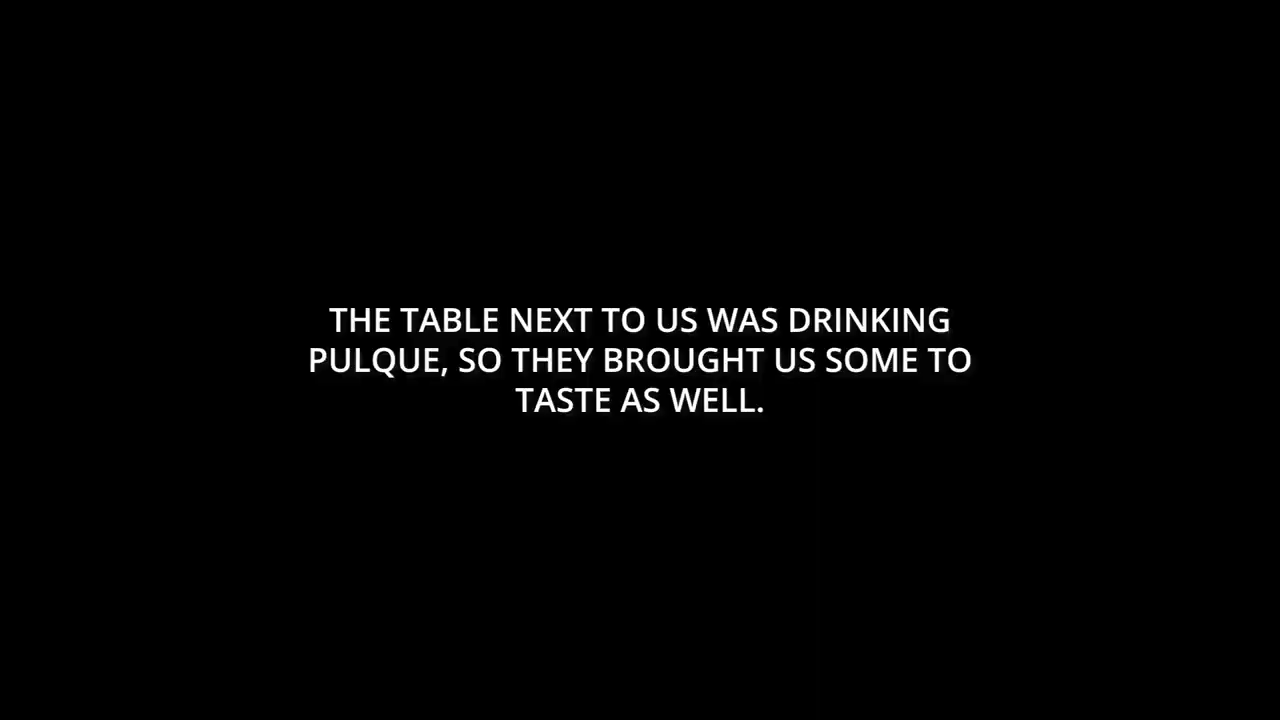 THE TABLE NEXT TO US WAS DRINKING
PULQUE, SO THEY BROUGHT US SOME TO
TASTE AS WELL.